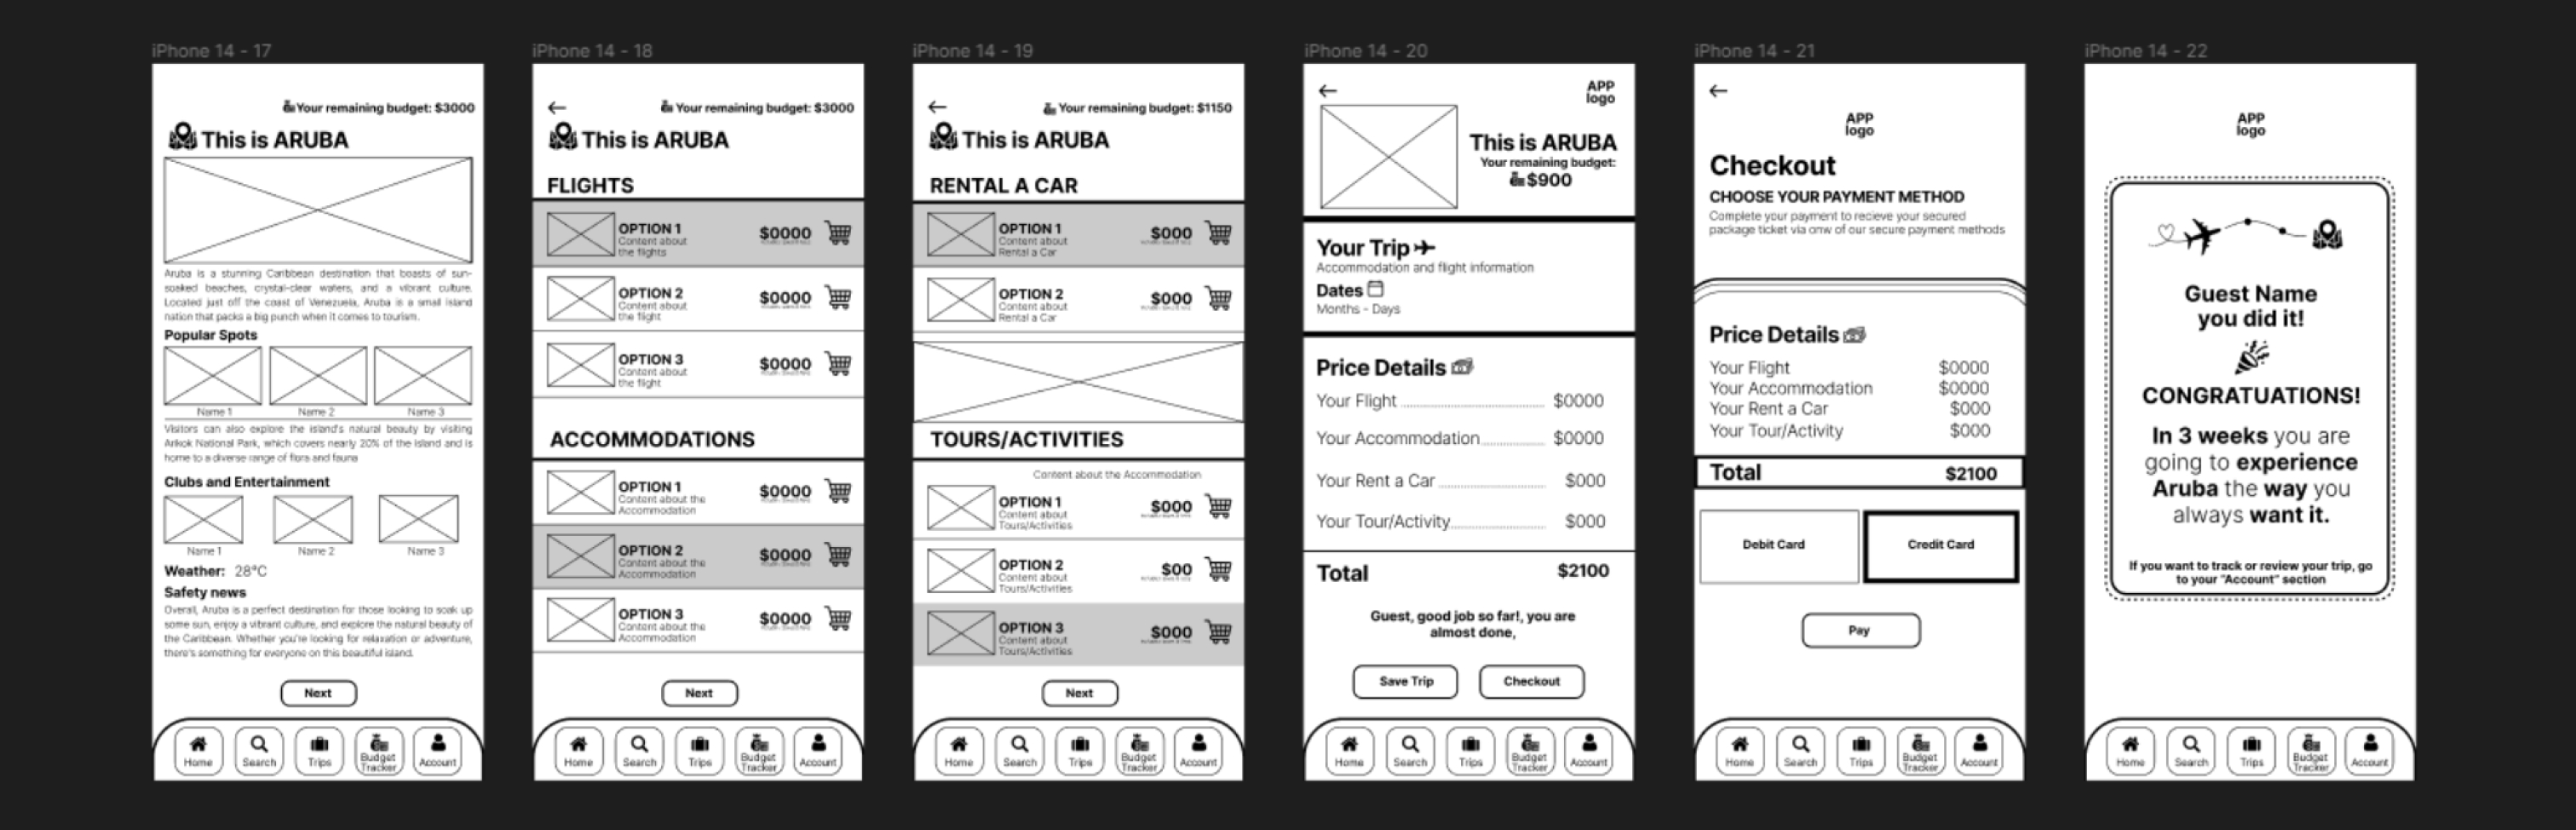 iPhone 14 - 17
Your remaining budget: $3000
This is ARUBA
Aruba is a stunning Caribbean destination that boasts of sun-
soaked beaches, crystal-clear waters, and a vibrant culture.
Located just off the coast of Venezuela, Aruba is a small island
nation that packs a big punch when it comes to tourism.
Popular Spots
Name 1
Name 2
Name 3
Visitors can also explore the island's natural beauty by visiting
Arikok National Park, which covers nearly 20% of the island and is
home to a diverse range of flora and fauna
Clubs and Entertainment
Name 1
Name 2
Name 3
Weather: 28°C
Safety news
Overall, Aruba is a perfect destination for those looking to soak up
some sun, enjoy a vibrant culture, and explore the natural beauty of
the Caribbean. Whether you're looking for relaxation or adventure,
there's something for everyone on this beautiful island.
Next
Home
Search
Trips
Budget
Tracker
Account
iPhone 14 - 18
Your remaining budget: $3000
This is ARUBA
FLIGHTS
OPTION 1
Content about
the flights
$0000
OPTION 2
Content about
the flight
$0000
OPTION 3
Content about
the flight
$0000
ACCOMMODATIONS
OPTION 1
Content about the
Accommodation
$0000
OPTION 2
Content about the
Accommodation
$0000
OPTION 3
Content about the
Accommodation
$0000
Next
Home
Search
Trips
Budget
Tracker
Account
iPhone 14 - 19
Your remaining budget: $1150
This is ARUBA
RENTAL A CAR
OPTION 1
Content about
Rental a Car
$000
OPTION 2
Content about
Rental a Car
$000
TOURS/ACTIVITIES
Content about the Accommodation
OPTION 1
Content about
Tours/Activities
$000
OPTION 2
Content about
Tours/Activities
$00
OPTION 3
Content about
Tours/Activities
$000
Next
Home
Search
Trips
Budget
Tracker
Account
iPhone 14 - 20
APP
logo
This is ARUBA
Your remaining budget:
$900
Your Trip
Accommodation and flight information
Dates
Months - Days
Price Details
Your Flight $0000
Your Accommodation $0000
Your Rent a Car $000
Your Tour/Activity $000
Total $2100
Guest, good job so far!, you are
almost done,
Save Trip
Checkout
Home
Search
Trips
Budget
Tracker
Account
iPhone 14 - 21
APP
logo
Checkout
CHOOSE YOUR PAYMENT METHOD
Complete your payment to recieve your secured
package ticket via onw of our secure payment methods
Price Details
Your Flight $0000
Your Accommodation $0000
Your Rent a Car $000
Your Tour/Activity $000
Total $2100
Debit Card
Credit Card
Pay
Home
Search
Trips
Budget
Tracker
Account
iPhone 14 - 22
APP
logo
Guest Name
you did it!
CONGRATUATIONS!
In 3 weeks you are
going to experience
Aruba the way you
always want it.
If you want to track or review your trip, go
to your "Account" section
Home
Search
Trips
Budget
Tracker
Account